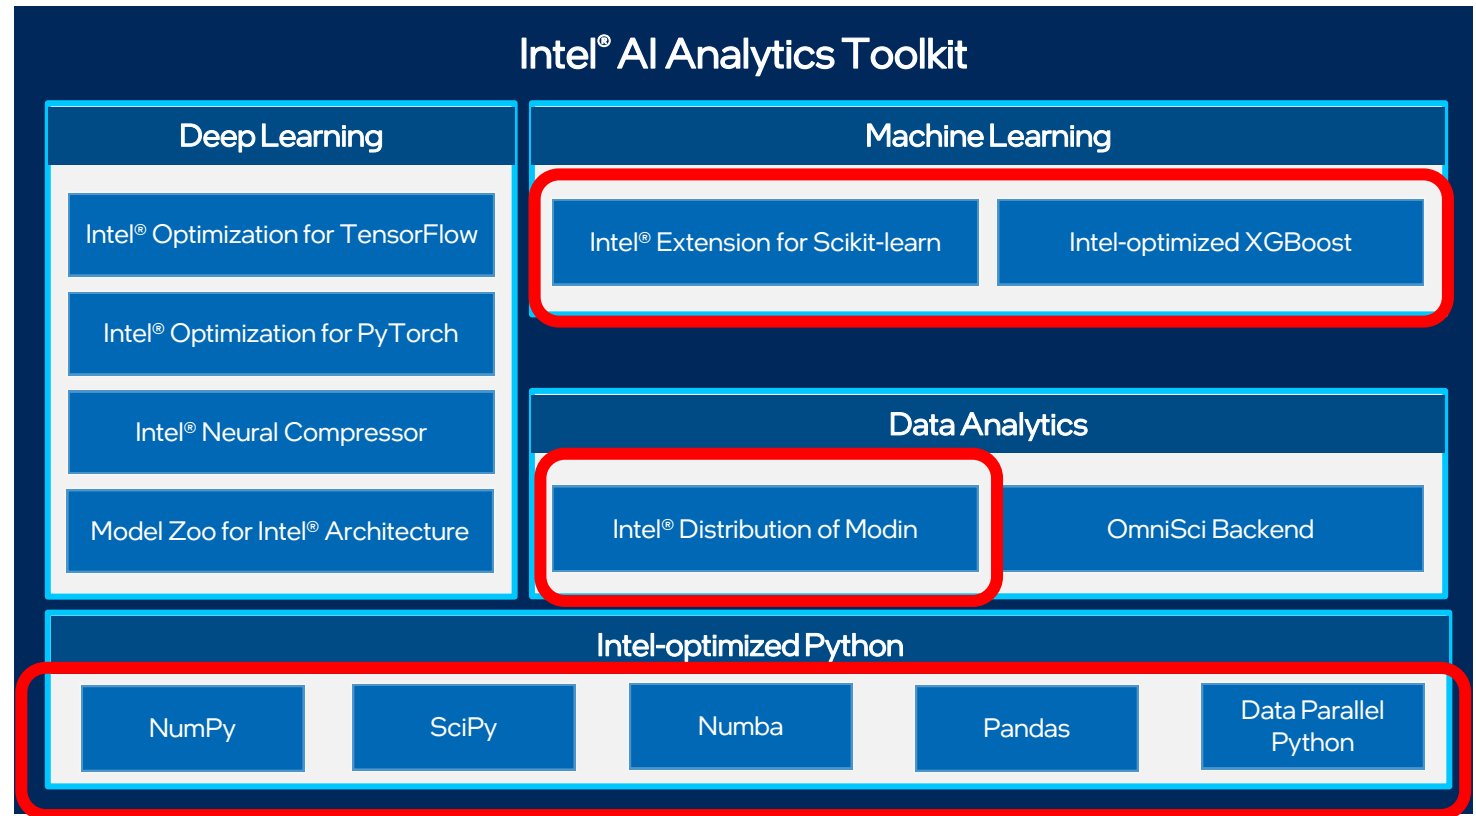 Intel® AI Analytics Toolkit
Deep Learning
Intel® Optimization for TensorFlow
Intel® Optimization for PyTorch
Intel® Neural Compressor
Model Zoo for Intel® Architecture
Machine Learning
Intel® Extension for Scikit-learn
Intel-optimized XGBoost
Data Analytics
Intel® Distribution of Modin
OmniSci Backend
Intel-optimized Python
NumPy
SciPy
Numba
Pandas
Data Parallel
Python